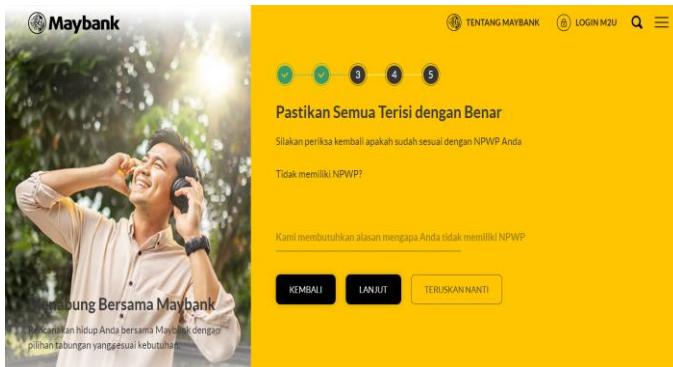 Maybank
TENTANG MAYBANK
LOGIN M2U
3 4 5
Pastikan Semua Terisi dengan Benar
Silakan periksa kembali apakah sudah sesuai dengan NPWP Anda
Tidak memiliki NPWP?
Kami membutuhkan alasan mengapa Anda tidak memiliki NPWP
KEMBALI
LANJUT
TERUSKAN NANTI
Menabung Bersama Maybank
Rencanakan hidup Anda bersama Maybank dengan
pilihan tabungan yang sesuai kebutuhan.